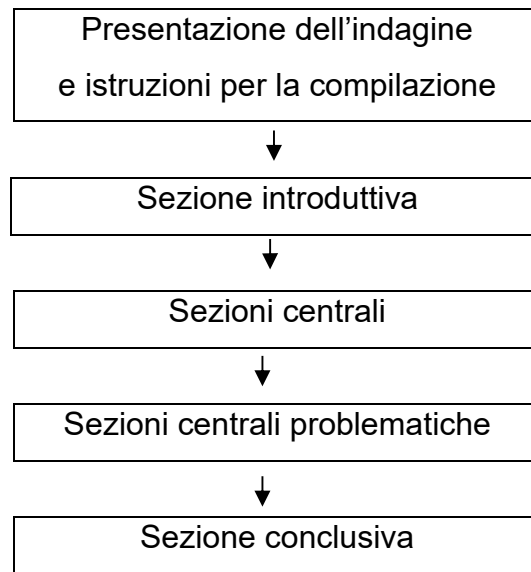 Presentazione dell’indagine
e istruzioni per la compilazione
Sezione introduttiva
Sezioni centrali
Sezioni centrali problematiche
Sezione conclusiva